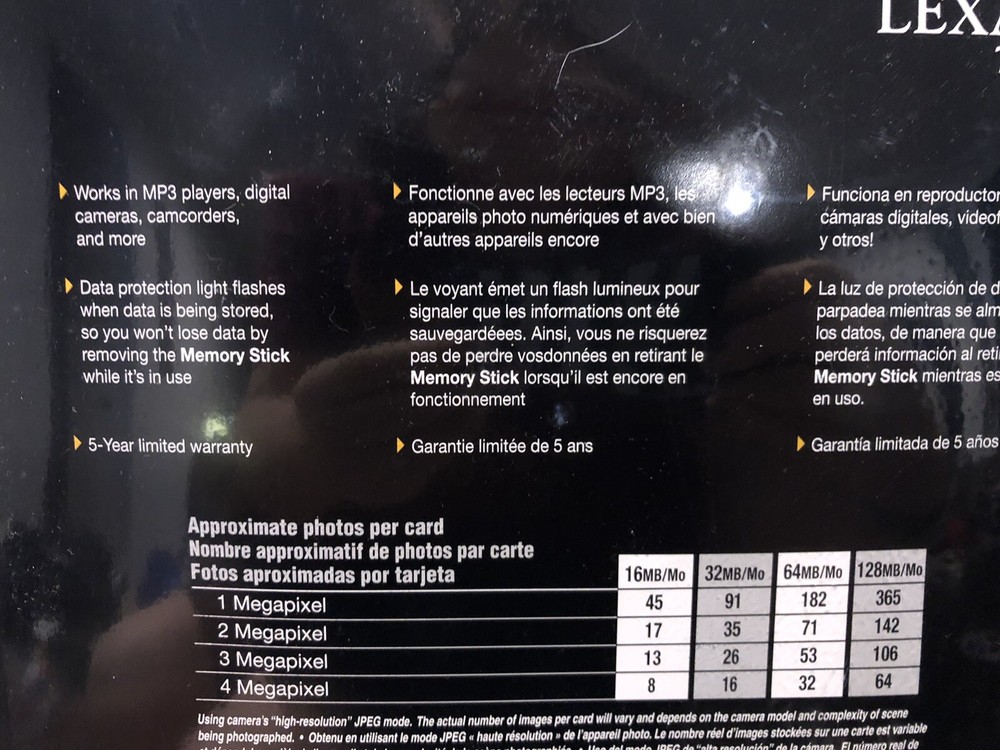 Works in MP3 players, digital
cameras, camcorders,
and more
Data protection light flashes
when data is being stored,
so you won't lose data by
removing the Memory Stick
while it's in use
5-Year limited warranty
Fonctionne avec les lecteurs MP3, les
appareils photo numériques et avec bien
d'autres appareils encore
Le voyant émet un flash lumineux pour
signaler que les informations ont été
sauvegardéees. Ainsi, vous ne risquerez
pas de perdre vosdonnées en retirant le
Memory Stick lorsqu'il est encore en
fonctionnement
Garantie limitée de 5 ans
Funciona en
cámaras digitales,
y otros!
La luz de protección de
parpadea mientras se
los datos, de manera que
perderá información al
Memory Stick mientras
en uso.
Garantía limitada de 5 años
Approximate photos per card
Nombre approximatif de photos par carte
Fotos aproximadas por tarjeta
16MB/Mo 32MB/Mo 64MB/Mo 128MB/Mo
1 Megapixel 45 91 182 365
2 Megapixel 17 35 71 142
3 Megapixel 13 26 53 106
4 Megapixel 8 16 32 64
Using camera's "high-resolution" JPEG mode. The actual number of images per card will vary and depends on the camera model and complexity of scene
being photographed. • Obtenu en utilisant le mode JPEG « haute résolution » de l'appareil photo. Le nombre réel d'images stockées sur une carte est variable